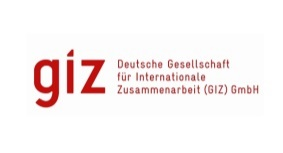 giz
Deutsche Gesellschaft
für Internationale
Zusammenarbeit (GIZ) GmbH